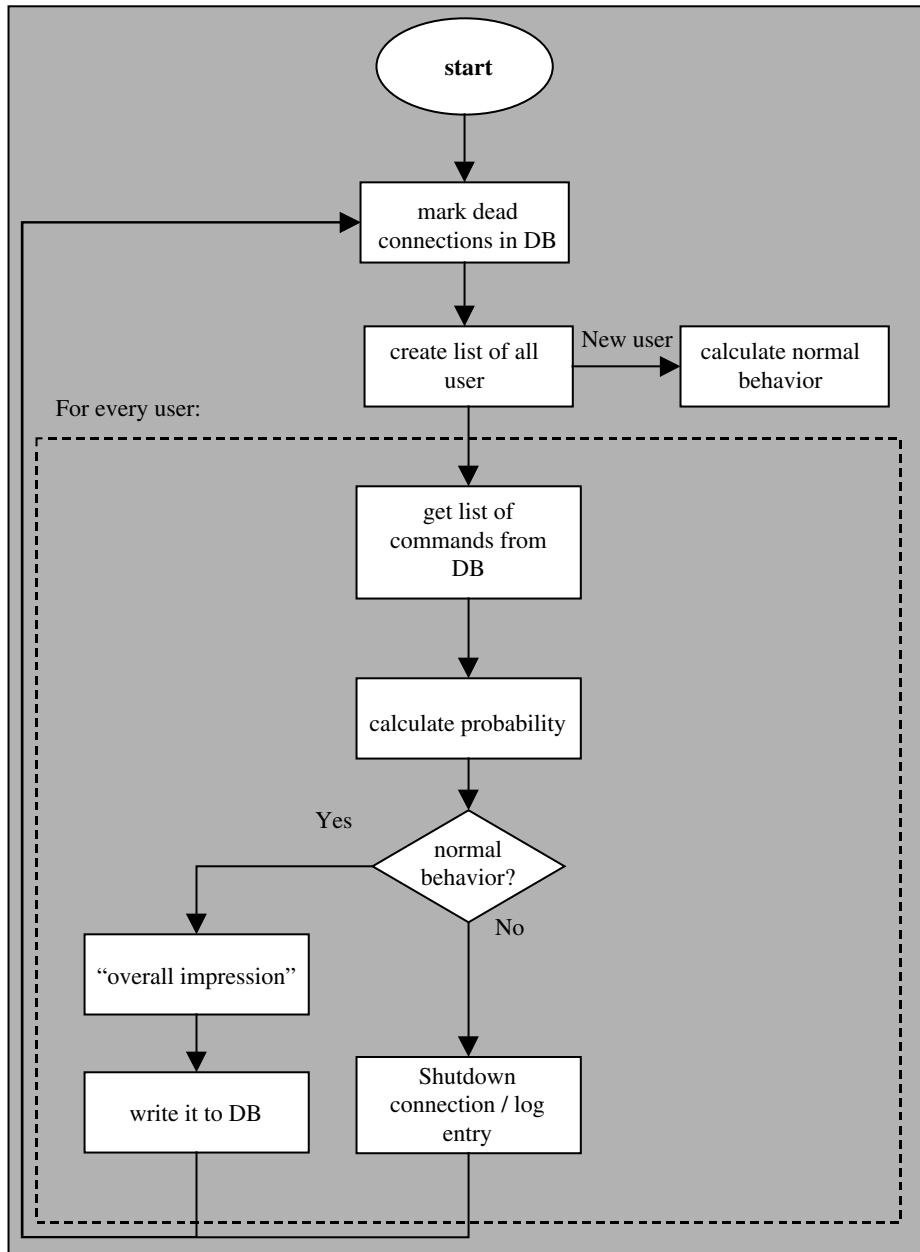 start
mark dead
connections in DB
create list of all
user
New user
calculate normal
behavior
For every user:
get list of
commands from
DB
calculate probability
Yes
normal
behavior?
No
“overall impression”
Shutdown
connection / log
entry
write it to DB